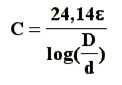 C = 24,14ε / log(D/d)